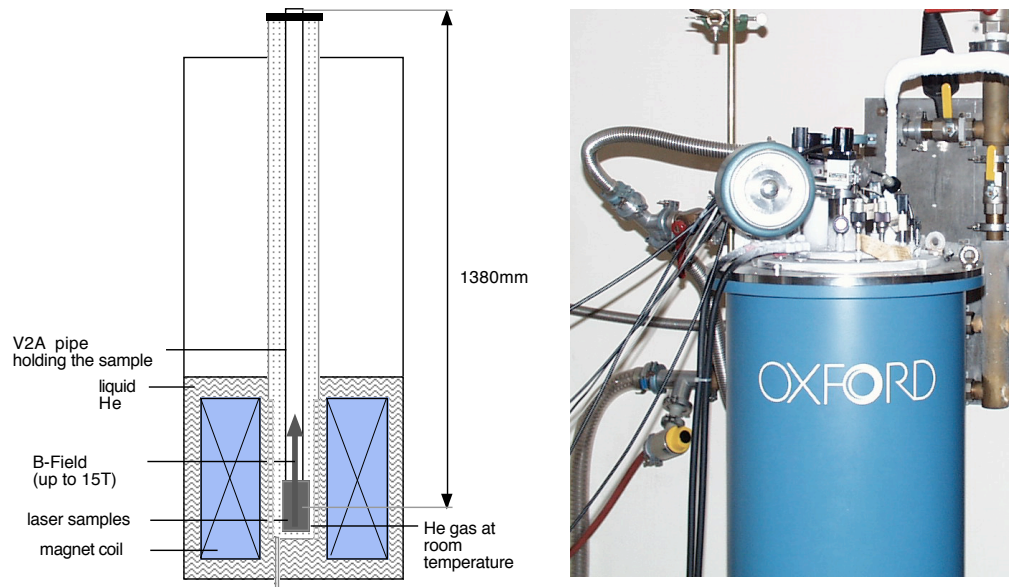 1380mm
V2A pipe
holding the sample
liquid
He
B-Field
(up to 15T)
laser samples
magnet coil
He gas at
room
temperature
OXFORD